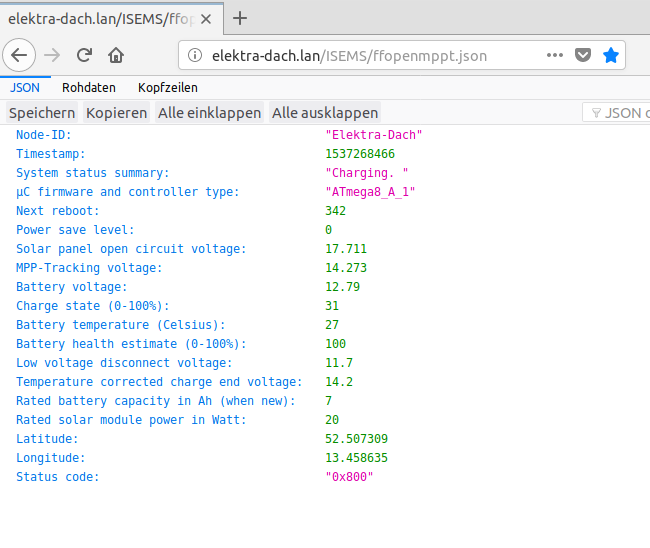 elektra-dach.lan/ISEMS/ffop
elektra-dach.lan/ISEMS/ffopenmppt.json
JSON Rohdaten Kopfzeilen
Speichern Kopieren Alle einklappen Alle ausklappen JSON
Node-ID: "Elektra-Dach"
Timestamp: 1537268466
System status summary: "Charging. "
µC firmware and controller type: "ATmega8_A_1"
Next reboot: 342
Power save level: 0
Solar panel open circuit voltage: 17.711
MPP-Tracking voltage: 14.273
Battery voltage: 12.79
Charge state (0-100%): 31
Battery temperature (Celsius): 27
Battery health estimate (0-100%): 100
Low voltage disconnect voltage: 11.7
Temperature corrected charge end voltage: 14.2
Rated battery capacity in Ah (when new): 7
Rated solar module power in Watt: 20
Latitude: 52.507309
Longitude: 13.458635
Status code: "0x800"